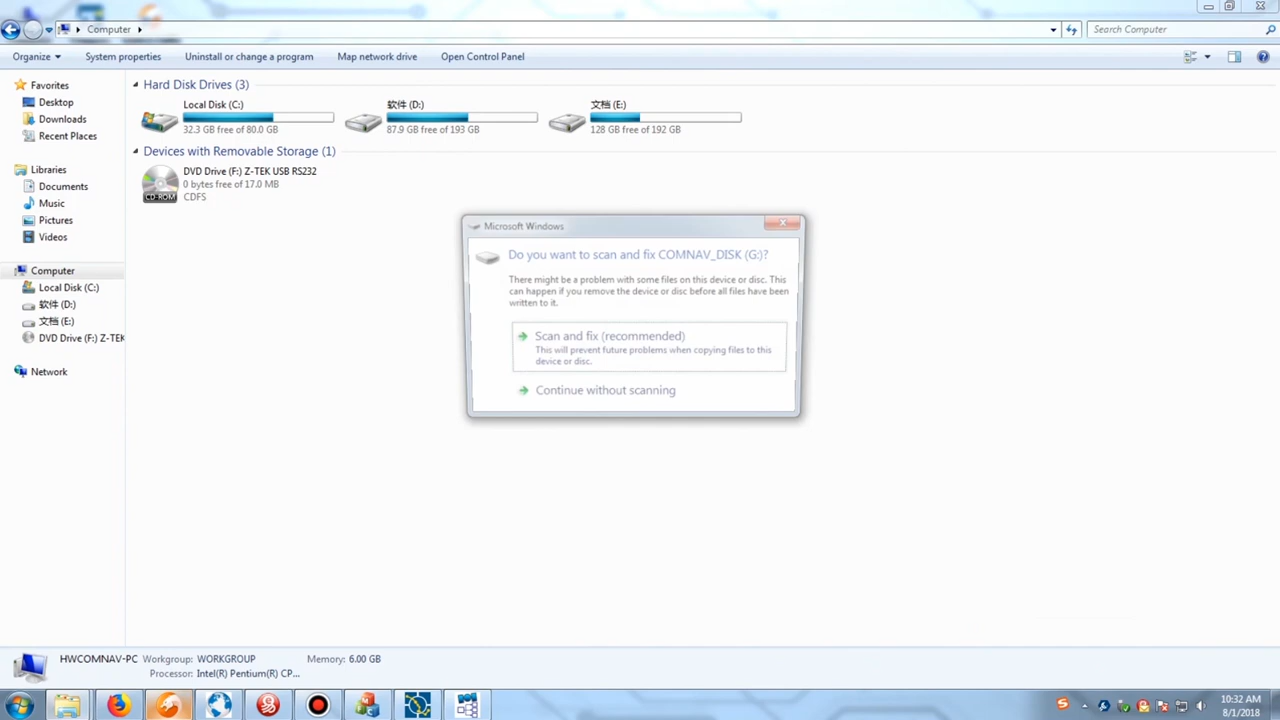 Computer
Search Computer
Organize
System properties
Uninstall or change a program
Map network drive
Open Control Panel
Favorites
Desktop
Downloads
Recent Places
Libraries
Documents
Music
Pictures
Videos
Computer
Local Disk (C:)
软件 (D:)
文档 (E:)
DVD Drive (F:) Z-TEK
Network
Hard Disk Drives (3)
Local Disk (C:)
32.3 GB free of 80.0 GB
软件 (D:)
87.9 GB free of 193 GB
文档 (E:)
128 GB free of 192 GB
Devices with Removable Storage (1)
DVD Drive (F:) Z-TEK USB RS232
0 bytes free of 17.0 MB
CDFS
CD-ROM
Microsoft Windows
Do you want to scan and fix COMNAV_DISK (G:)?
There might be a problem with some files on this device or disc. This
can happen if you remove the device or disc before all files have been
written to it.
Scan and fix (recommended)
This will prevent future problems when copying files to this
device or disc.
Continue without scanning
HWCOMNAV-PC
Workgroup: WORKGROUP
Memory: 6.00 GB
Processor: Intel(R) Pentium(R) CP...
10:32 AM
8/1/2018